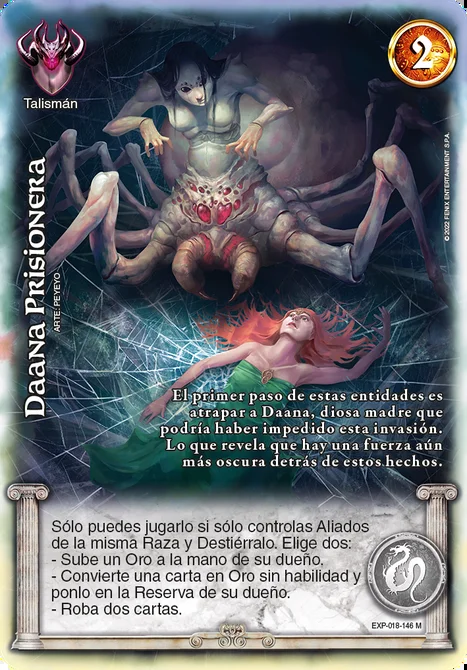 Talismán
2
Daana Prisionera
ARTE: PEYEYO
© 2022 FENIX ENTERTAINMENT S.P.A.
El primer paso de estas entidades es
atrapar a Daana, diosa madre que
podría haber impedido esta invasión.
Lo que revela que hay una fuerza aún
más oscura detrás de estos hechos.
Sólo puedes jugarlo si sólo controlas Aliados
de la misma Raza y Destiérralo. Elige dos:
- Sube un Oro a la mano de su dueño.
- Convierte una carta en Oro sin habilidad y
ponlo en la Reserva de su dueño.
- Roba dos cartas.
EXP-018-146 M